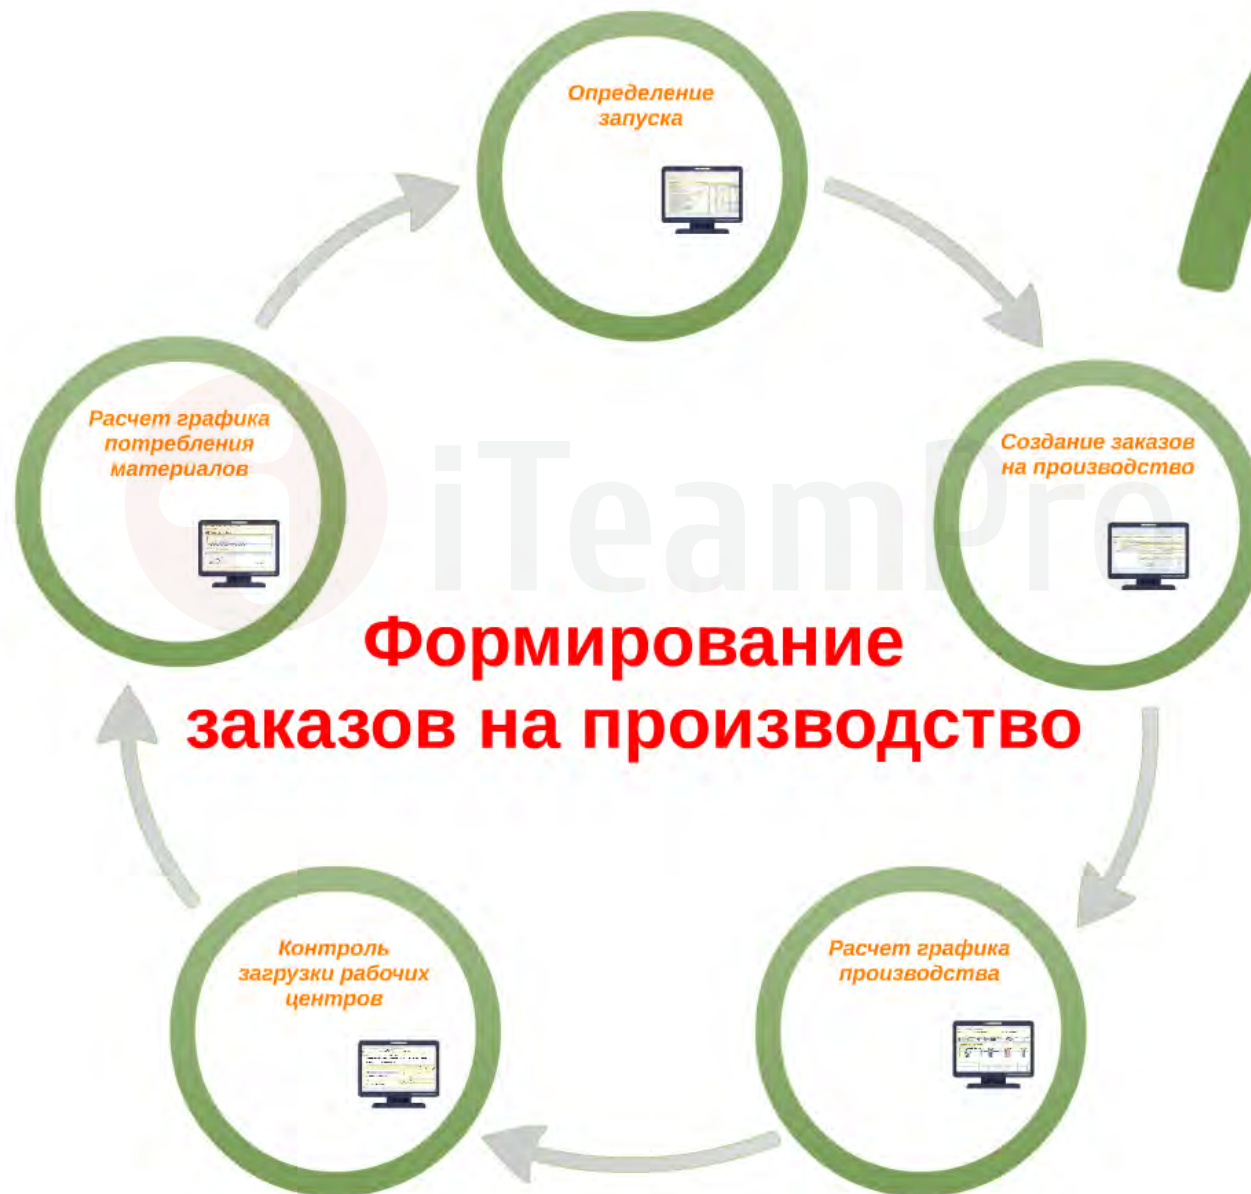 Определение
запуска
Создание заказов
на производство
Расчет графика
производства
Контроль
загрузки рабочих
центров
Расчет графика
потребления
материалов
iTeamPro
Формирование
заказов на производство